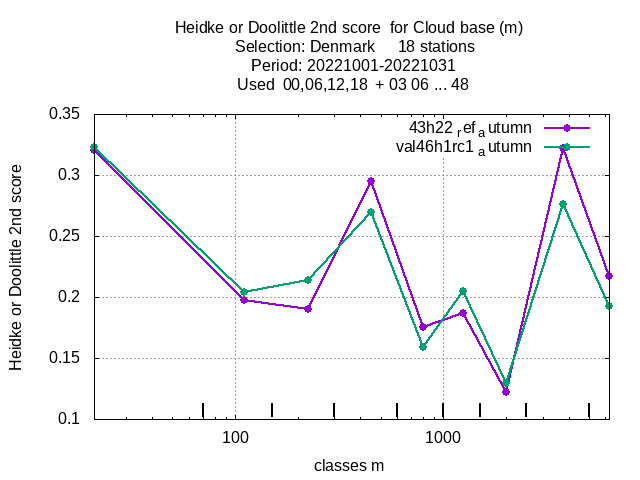 Heidke or Doolittle 2nd score  for Cloud base (m)
Selection: Denmark     18 stations
Period: 20221001-20221031
Used  00,06,12,18  + 03 06 ... 48
43h22 ref autumn
val46h1rc1 autumn
0.35
0.3
0.25
0.2
0.15
0.1
Heidke or Doolittle 2nd score
100
1000
classes m